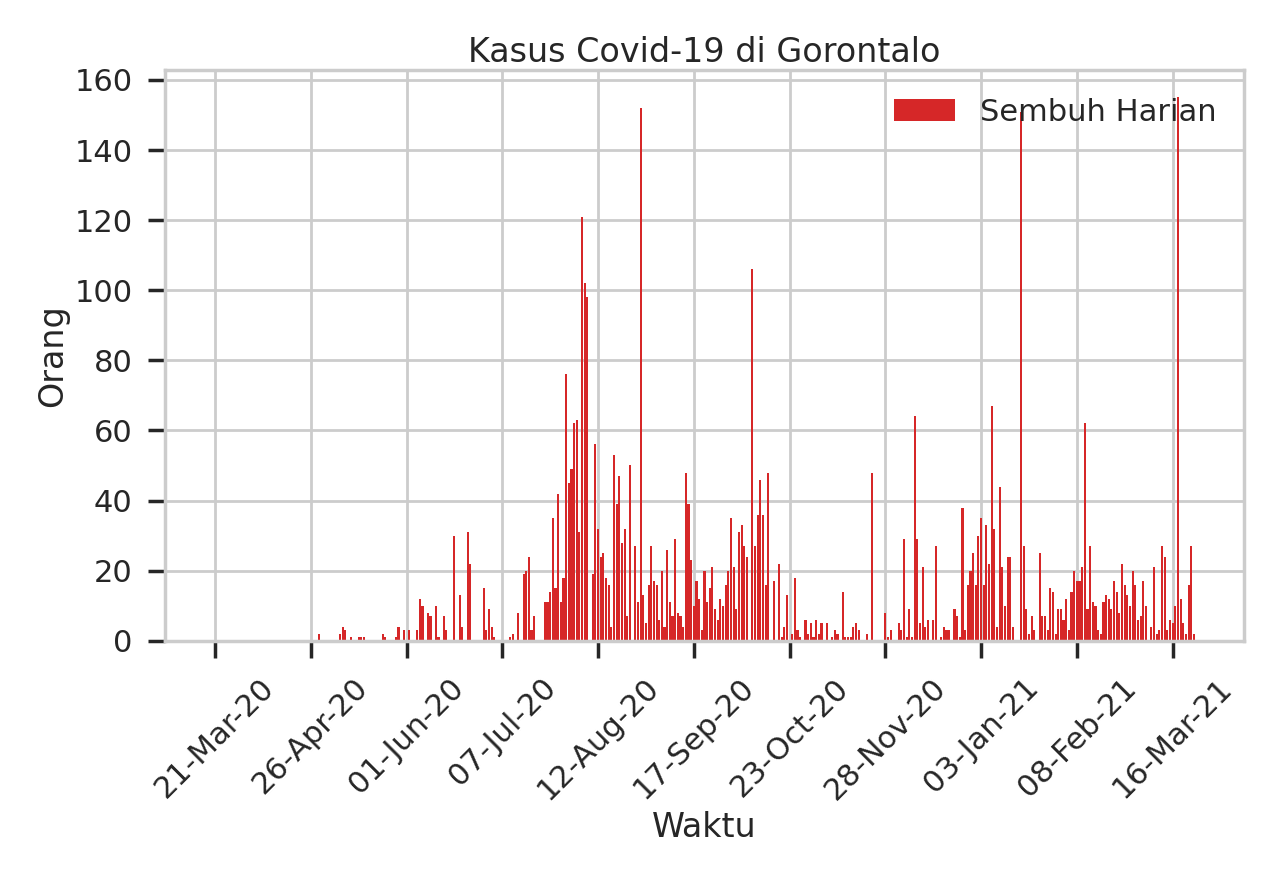 Kasus Covid-19 di Gorontalo
Sembuh Harian
160
140
120
100
80
60
40
20
0
Orang
21-Mar-20
26-Apr-20
01-Jun-20
07-Jul-20
12-Aug-20
17-Sep-20
23-Oct-20
28-Nov-20
03-Jan-21
08-Feb-21
16-Mar-21
Waktu